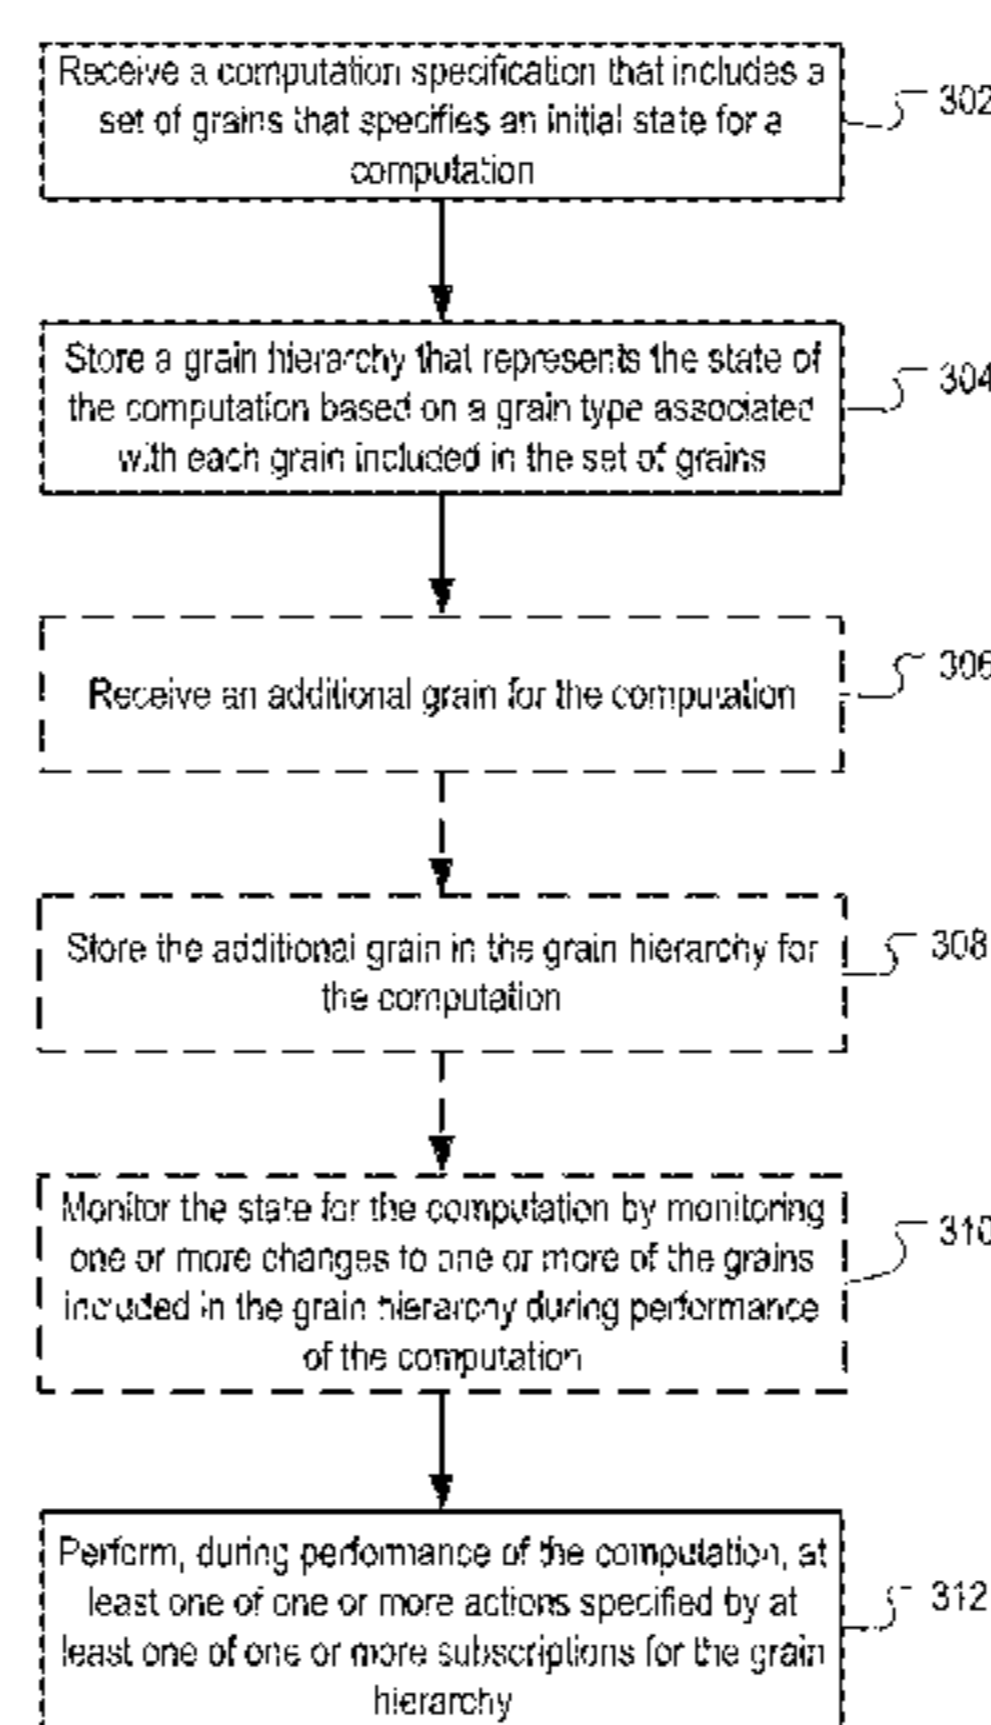 Receive a computation specification that includes a
set of grains that specifies an initial state for a
computation
302
Store a grain hierarchy that represents the state of
the computation based on a grain type associated
with each grain included in the set of grains
304
Receive an additional grain for the computation
306
Store the additional grain in the grain hierarchy for
the computation
308
Monitor the state for the computation by monitoring
one or more changes to one or more of the grains
included in the grain hierarchy during performance
of the computation
310
Perform, during performance of the computation, at
least one of one or more actions specified by at
least one of one or more subscriptions for the grain
hierarchy
312